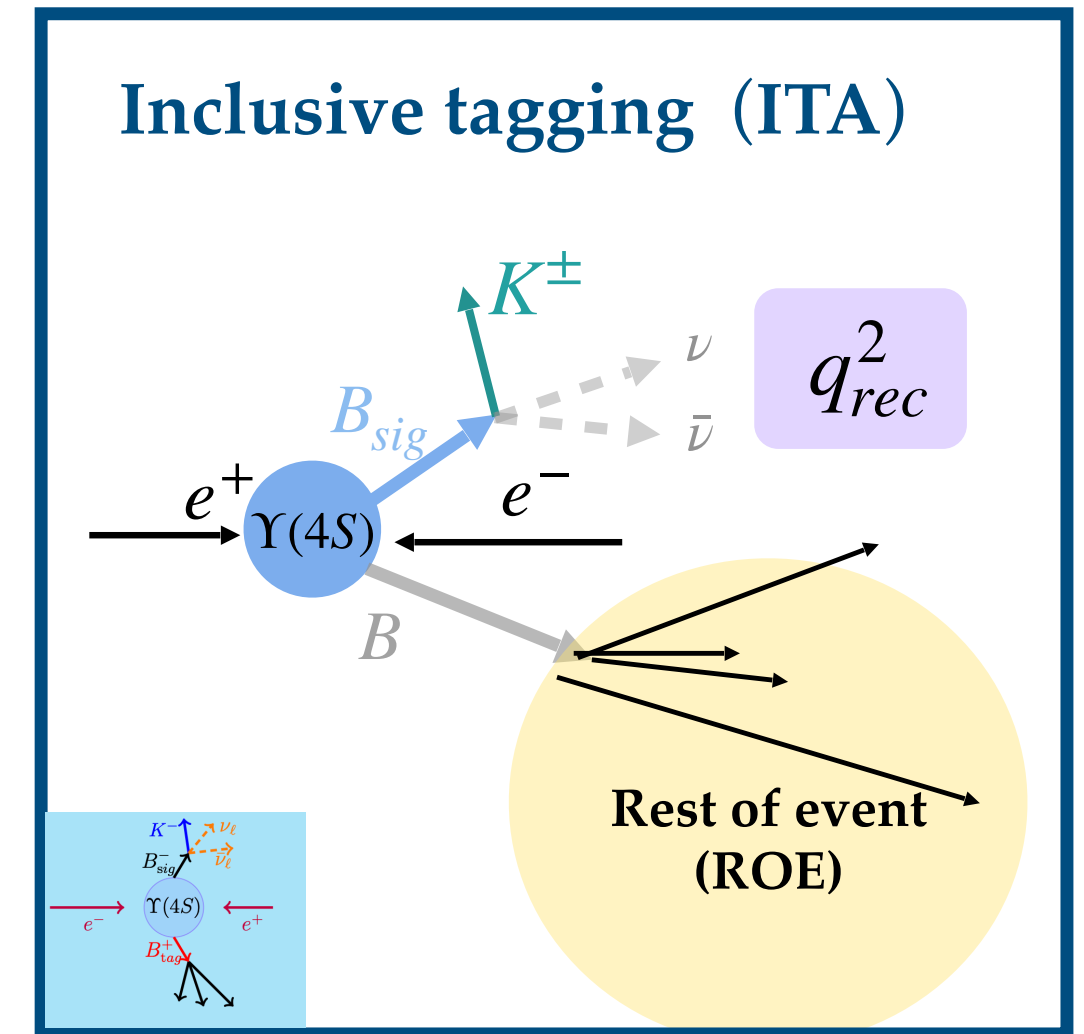 Inclusive tagging (ITA)
K±
ν
ν̄
q²rec
Bsig
e⁺
e⁻
Υ(4S)
B
Rest of event
(ROE)
K⁻
νℓ
ν̄ℓ
B⁻sig
Υ(4S)
e⁻
e⁺
B⁺tag